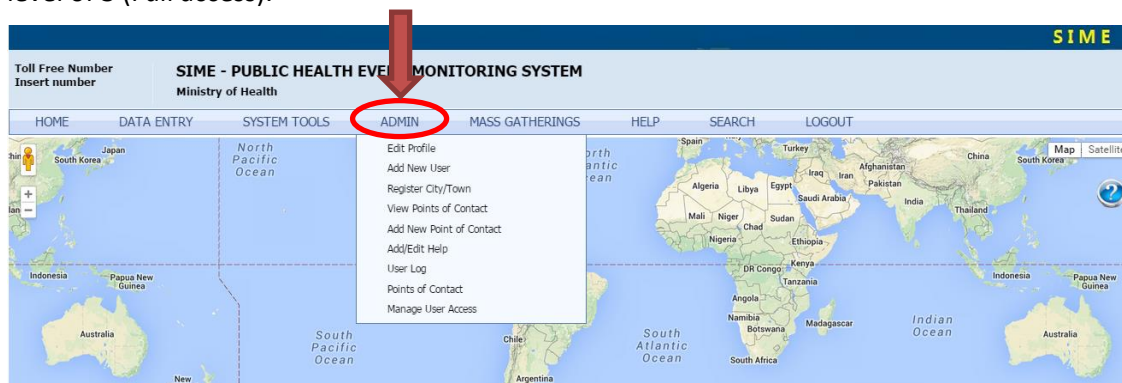 SIME
Toll Free Number
Insert number
SIME - PUBLIC HEALTH EVE MONITORING SYSTEM
Ministry of Health
HOME DATA ENTRY SYSTEM TOOLS ADMIN MASS GATHERINGS HELP SEARCH LOGOUT
Edit Profile
Add New User
Register City/Town
View Points of Contact
Add New Point of Contact
Add/Edit Help
User Log
Points of Contact
Manage User Access
Map Satellite
Japan
South Korea
North
Pacific
Ocean
Spain
Turkey
Iraq
Iran
Afghanistan
Pakistan
China
South Korea
Algeria
Libya
Egypt
Saudi Arabia
India
Thailand
Mali
Niger
Chad
Sudan
Nigeria
Ethiopia
DR Congo
Kenya
Tanzania
Indonesia
Papua New
Guinea
Indonesia
Papua New
Guinea
Angola
Namibia
Botswana
Madagascar
South Africa
Indian
Ocean
Australia
Australia
South
Pacific
Ocean
Chile
Argentina
South
Atlantic
Ocean
New